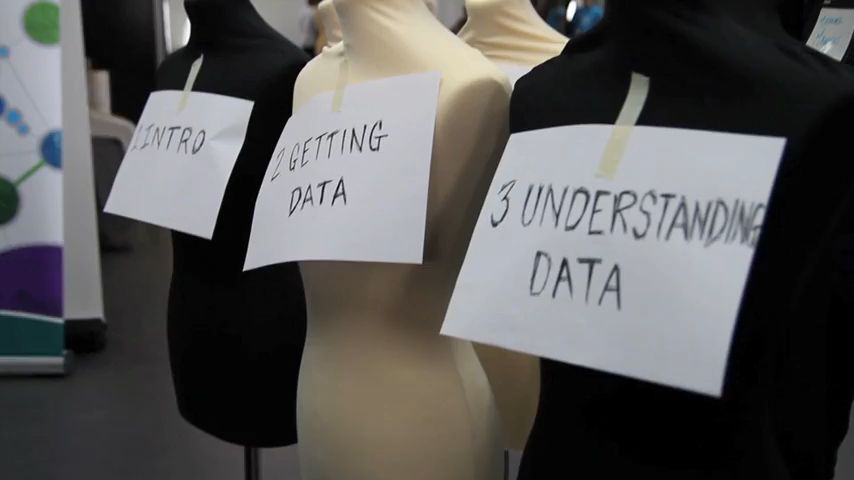 1 INTRO
2 GETTING
DATA
3 UNDERSTANDING
DATA